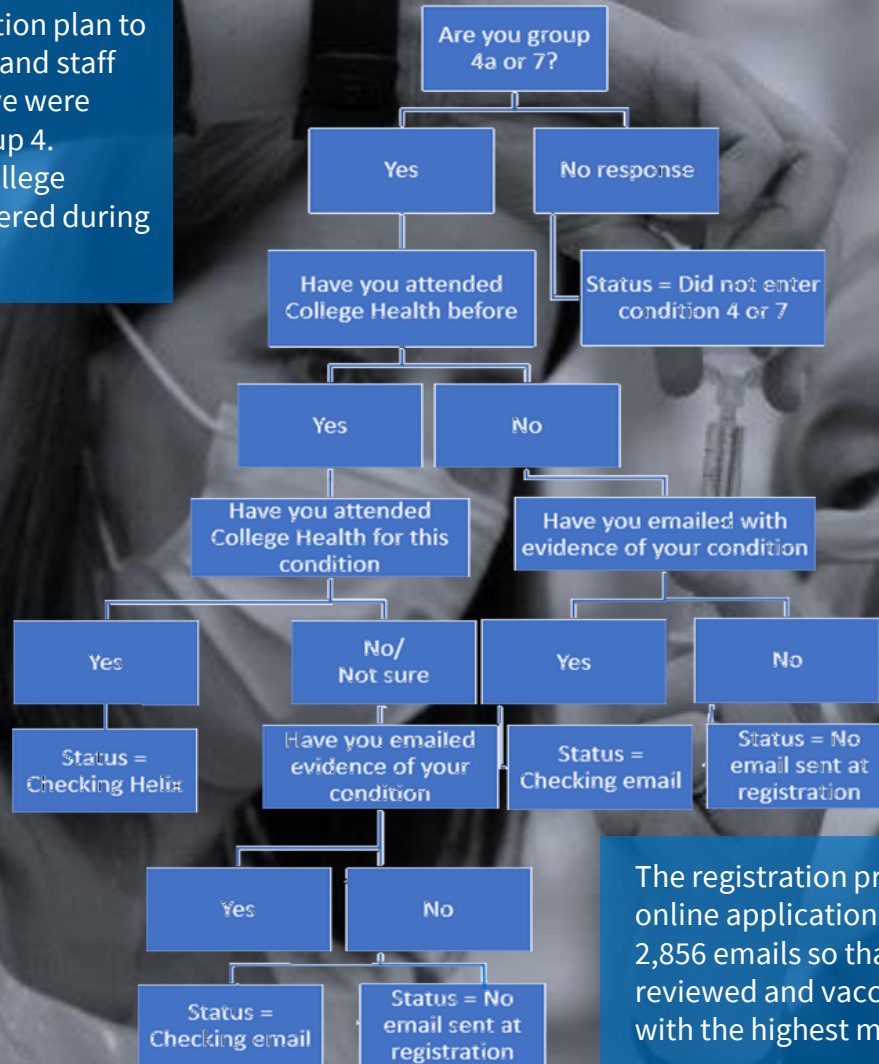 tion plan to
and staff
e were
up 4.
llege
ered during
Are you group
4a or 7?
Yes
No response
Have you attended
College Health before
Status = Did not enter
condition 4 or 7
Yes
No
Have you attended
College Health for this
condition
Have you emailed with
evidence of your condition
Yes
No/
Not sure
Yes
No
Status =
Checking Helix
Have you emailed
evidence of your
condition
Status =
Checking email
Status = No
email sent at
registration
Yes
No
Status =
Checking email
Status = No
email sent at
registration
The registration pr
online application
2,856 emails so tha
reviewed and vacc
with the highest m